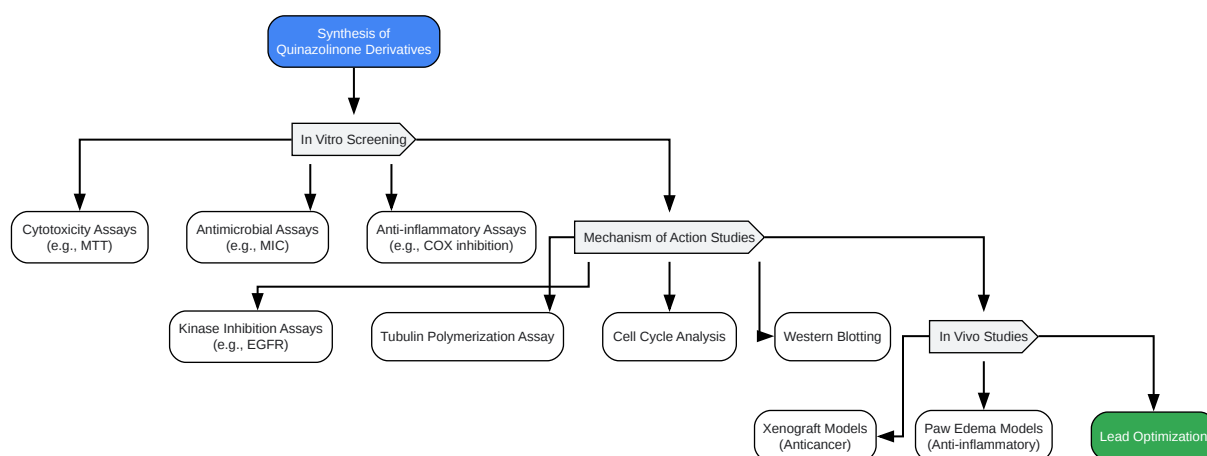 Synthesis of
Quinazolinone Derivatives
In Vitro Screening
Cytotoxicity Assays
(e.g., MTT)
Antimicrobial Assays
(e.g., MIC)
Anti-inflammatory Assays
(e.g., COX inhibition)
Mechanism of Action Studies
Kinase Inhibition Assays
(e.g., EGFR)
Tubulin Polymerization Assay
Cell Cycle Analysis
Western Blotting
In Vivo Studies
Xenograft Models
(Anticancer)
Paw Edema Models
(Anti-inflammatory)
Lead Optimization